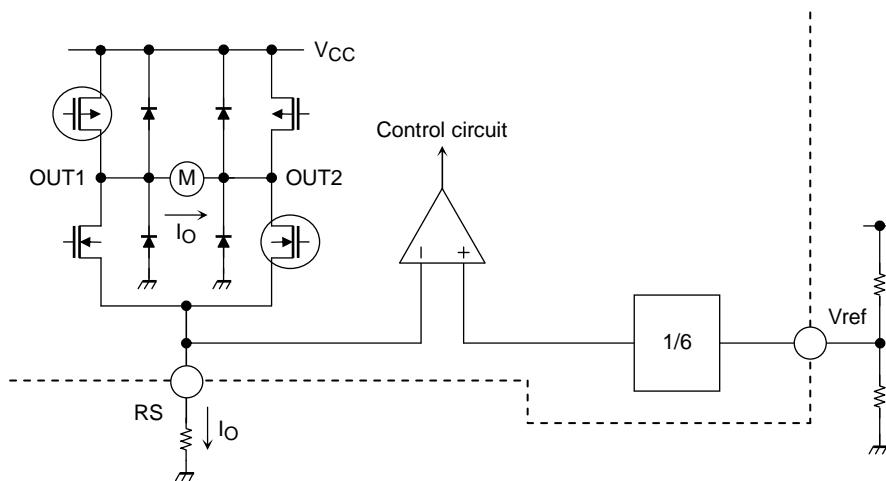 VCC
Control circuit
OUT1
M
OUT2
IO
− +
1/6
Vref
RS
IO